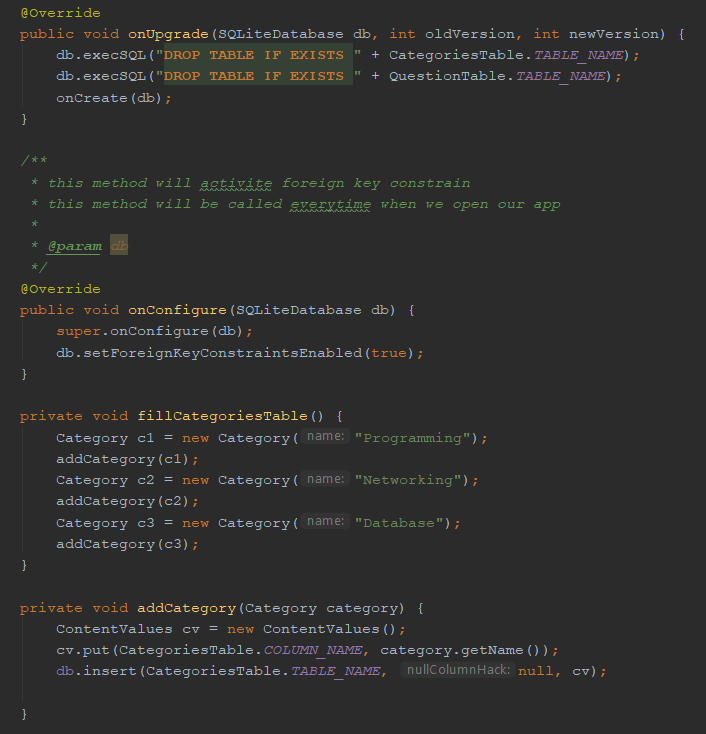 @Override
public void onUpgrade(SQLiteDatabase db, int oldVersion, int newVersion) {
    db.execSQL("DROP TABLE IF EXISTS " + CategoriesTable.TABLE_NAME);
    db.execSQL("DROP TABLE IF EXISTS " + QuestionTable.TABLE_NAME);
    onCreate(db);
}

/**
 * this method will activite foreign key constrain
 * this method will be called everytime when we open our app
 *
 * @param db
 */
@Override
public void onConfigure(SQLiteDatabase db) {
    super.onConfigure(db);
    db.setForeignKeyConstraintsEnabled(true);
}

private void fillCategoriesTable() {
    Category c1 = new Category( name: "Programming");
    addCategory(c1);
    Category c2 = new Category( name: "Networking");
    addCategory(c2);
    Category c3 = new Category( name: "Database");
    addCategory(c3);
}

private void addCategory(Category category) {
    ContentValues cv = new ContentValues();
    cv.put(CategoriesTable.COLUMN_NAME, category.getName());
    db.insert(CategoriesTable.TABLE_NAME, nullColumnHack: null, cv);

}